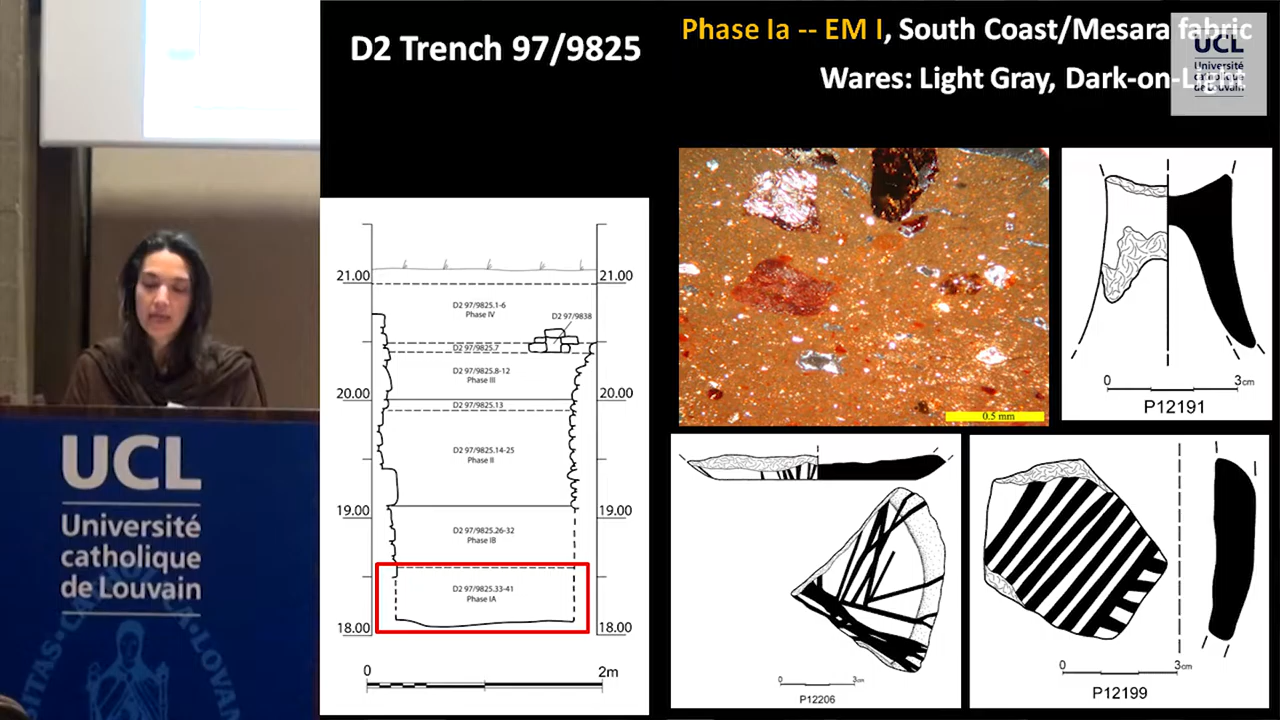 D2 Trench 97/9825
Phase Ia -- EM I, South Coast/Mesara fabric
Wares: Light Gray, Dark-on-Light
UCL
Université
catholique
de Louvain
21.00
21.00
D2 97/9825.1-6
Phase IV
D2 97/9838
D2 97/9825.7
D2 97/9825.8-12
Phase III
20.00
20.00
D2 97/9825.13
D2 97/9825.14-25
Phase II
19.00
19.00
D2 97/9825.26-32
Phase IB
D2 97/9825.33-41
Phase IA
18.00
18.00
0
2m
0.5 mm
0
3cm
P12191
0
3cm
P12206
0
3cm
P12199
UCL
Université
catholique
de Louvain